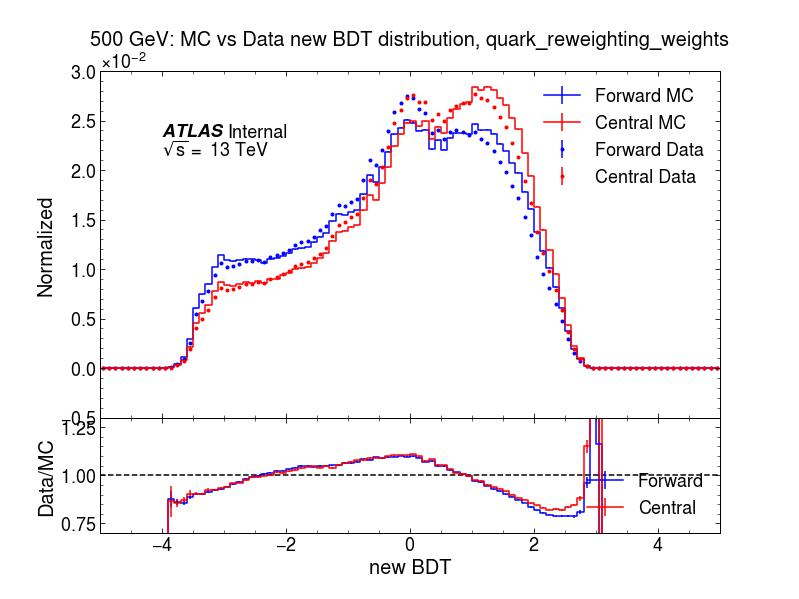 500 GeV: MC vs Data new BDT distribution, quark_reweighting_weights
×10⁻²
3.0
2.5
2.0
1.5
1.0
0.5
0.0
−0.5
Normalized
ATLAS Internal
√s = 13 TeV
Forward MC
Central MC
Forward Data
Central Data
1.25
1.00
0.75
Data/MC
Forward
Central
−4 −2 0 2 4
new BDT